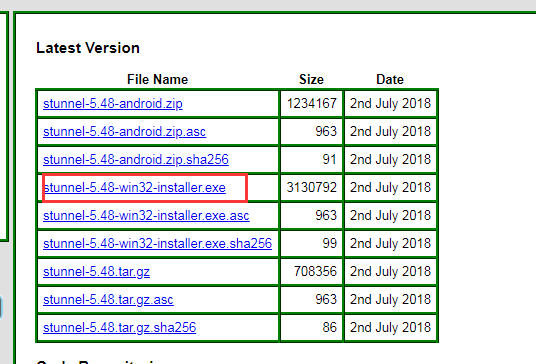 Latest Version
File Name Size Date
stunnel-5.48-android.zip 1234167 2nd July 2018
stunnel-5.48-android.zip.asc 963 2nd July 2018
stunnel-5.48-android.zip.sha256 91 2nd July 2018
stunnel-5.48-win32-installer.exe 3130792 2nd July 2018
stunnel-5.48-win32-installer.exe.asc 963 2nd July 2018
stunnel-5.48-win32-installer.exe.sha256 99 2nd July 2018
stunnel-5.48.tar.gz 708356 2nd July 2018
stunnel-5.48.tar.gz.asc 963 2nd July 2018
stunnel-5.48.tar.gz.sha256 86 2nd July 2018